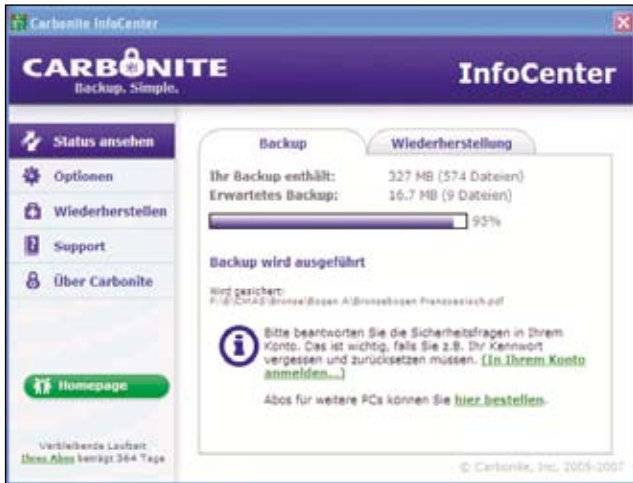 Carbonite InfoCenter
CARBONITE
Backup. Simple.
InfoCenter
Status ansehen
Optionen
Wiederherstellen
Support
Über Carbonite
Homepage
Verbleibende Laufzeit
Ihres Abos beträgt 364 Tage
Backup
Wiederherstellung
Ihr Backup enthält: 327 MB (574 Dateien)
Erwartetes Backup: 16.7 MB (9 Dateien)
95%
Backup wird ausgeführt
Wird gesichert:
Bitte beantworten Sie die Sicherheitsfragen in Ihrem
Konto. Das ist wichtig, falls Sie z.B. Ihr Kennwort
vergessen und zurücksetzen müssen. (In Ihrem Konto
anmelden...)
Abos für weitere PCs können Sie hier bestellen.
© Carbonite, Inc. 2005-2007